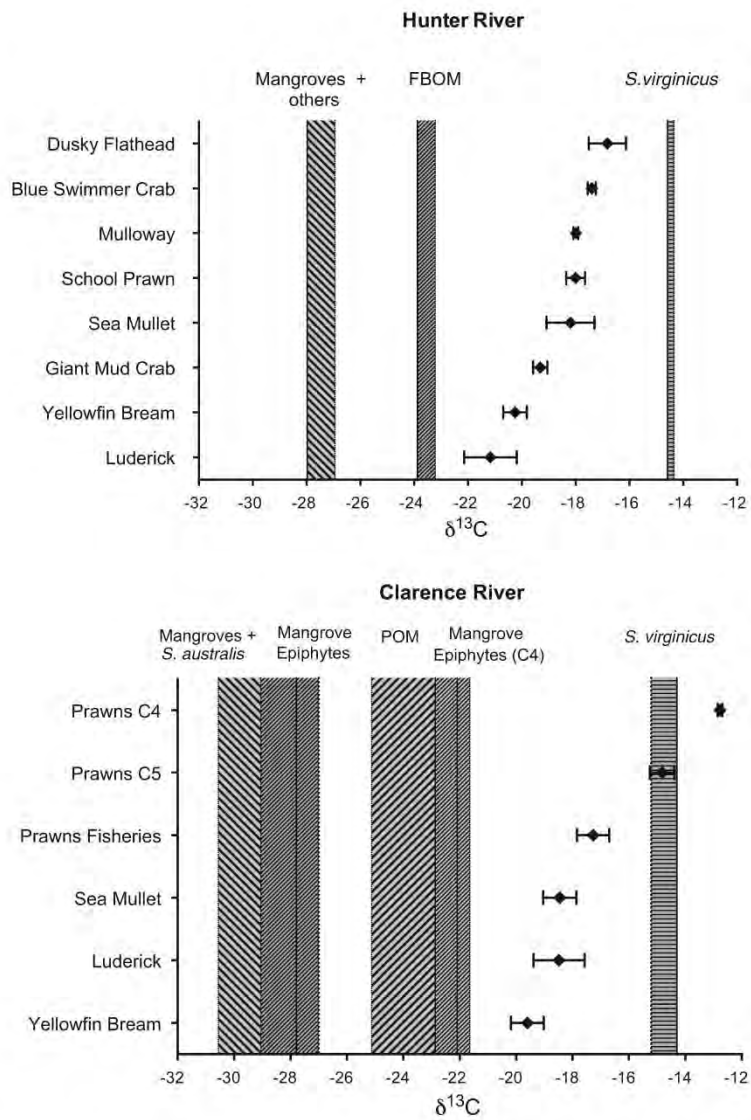 Hunter River
Mangroves + others
FBOM
S.virginicus
Dusky Flathead
Blue Swimmer Crab
Mulloway
School Prawn
Sea Mullet
Giant Mud Crab
Yellowfin Bream
Luderick
-32 -30 -28 -26 -24 -22 -20 -18 -16 -14 -12
δ¹³C
Clarence River
Mangroves +
S. australis
Mangrove
Epiphytes
POM
Mangrove
Epiphytes (C4)
S. virginicus
Prawns C4
Prawns C5
Prawns Fisheries
Sea Mullet
Luderick
Yellowfin Bream
-32 -30 -28 -26 -24 -22 -20 -18 -16 -14 -12
δ¹³C